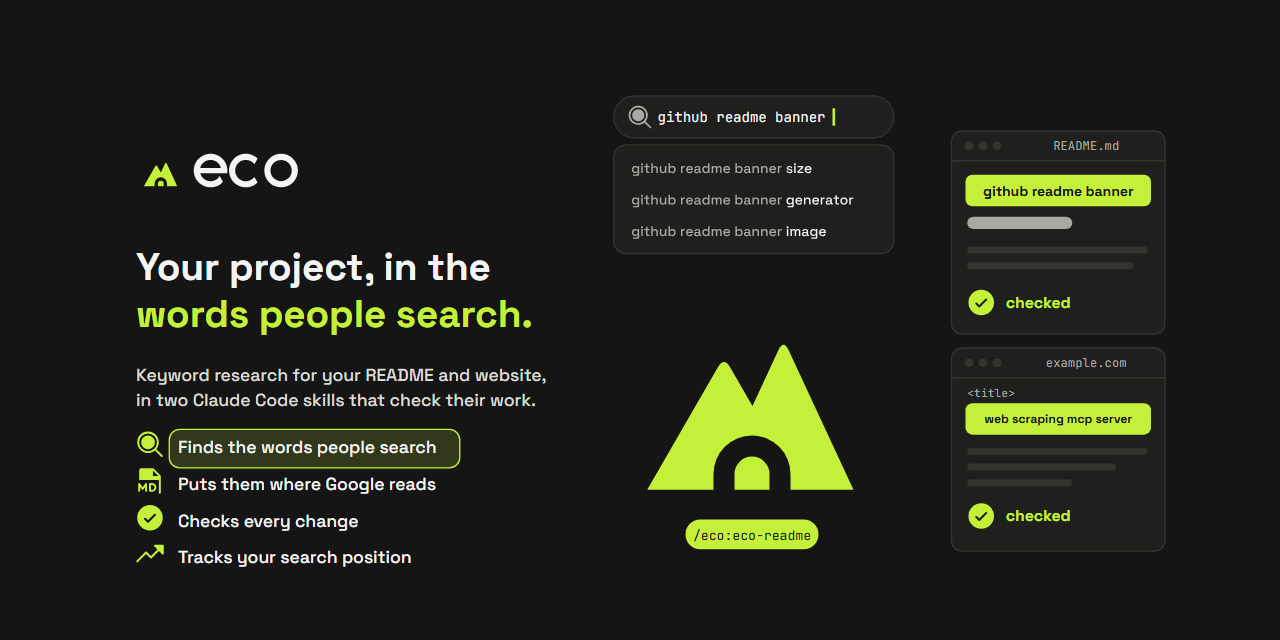 eco
Your project, in the
words people search.
Keyword research for your README and website,
in two Claude Code skills that check their work.
Finds the words people search
MD
Puts them where Google reads
Checks every change
Tracks your search position
github readme banner
github readme banner size
github readme banner generator
github readme banner image
/eco:eco-readme
README.md
github readme banner
checked
example.com
<title>
web scraping mcp server
checked